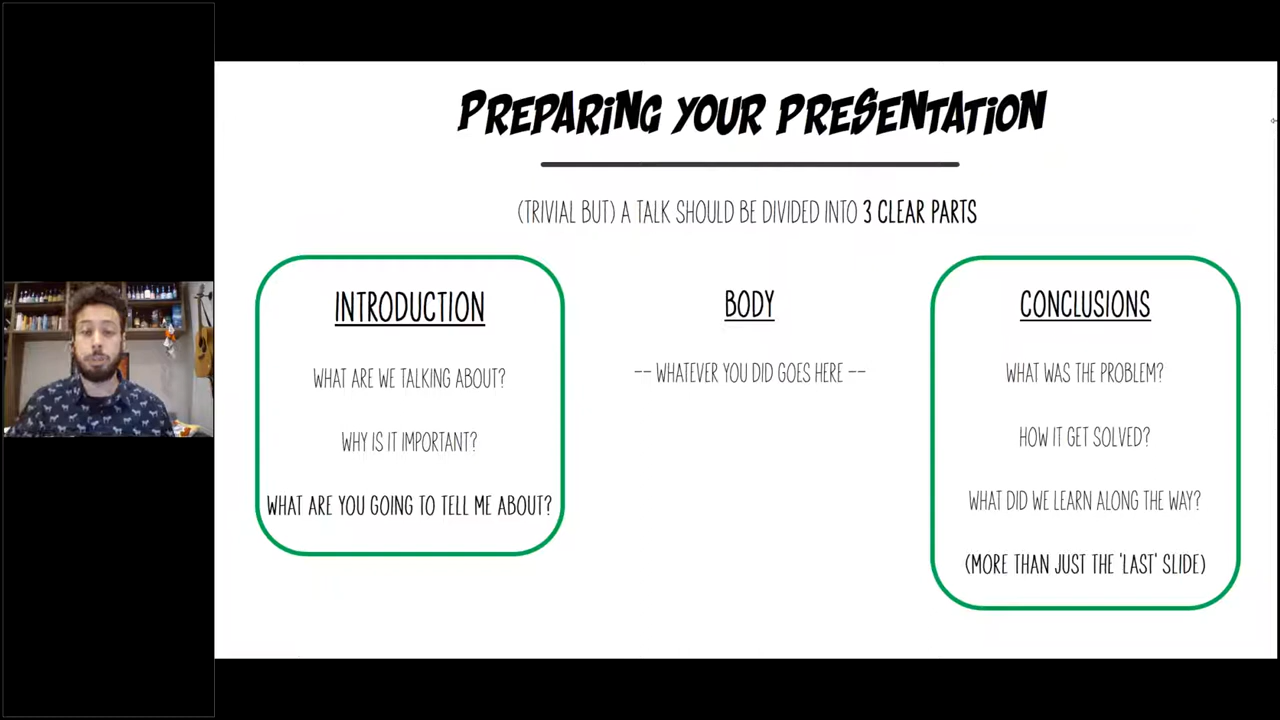 PREPARING YOUR PRESENTATION
(TRIVIAL BUT) A TALK SHOULD BE DIVIDED INTO 3 CLEAR PARTS
INTRODUCTION
WHAT ARE WE TALKING ABOUT?
WHY IS IT IMPORTANT?
WHAT ARE YOU GOING TO TELL ME ABOUT?
BODY
-- WHATEVER YOU DID GOES HERE --
CONCLUSIONS
WHAT WAS THE PROBLEM?
HOW IT GET SOLVED?
WHAT DID WE LEARN ALONG THE WAY?
(MORE THAN JUST THE 'LAST' SLIDE)